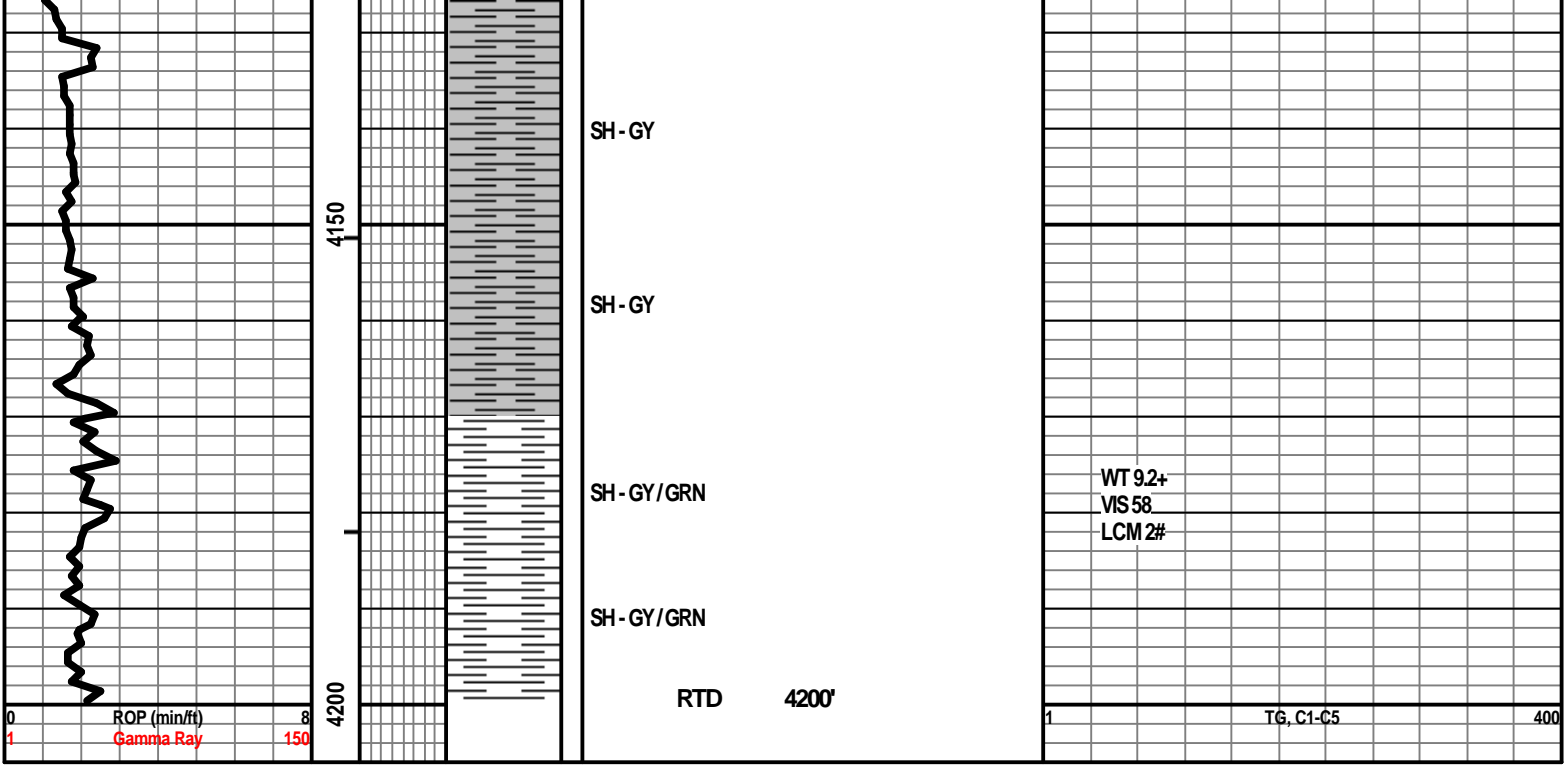 SH - GY
4150
SH - GY
WT 9.2+
SH - GY / GRN
VIS 58
LCM 2#
SH - GY / GRN
4200
RTD 4200'
0 ROP (min/ft) 8
1 Gamma Ray 150
1 TG, C1-C5 400